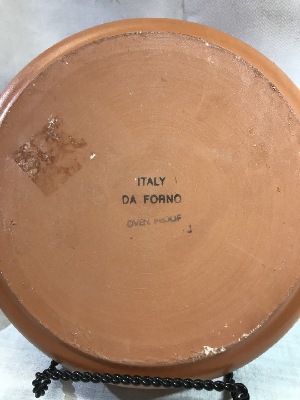 ITALY
DA FORNO
OVEN PROOF